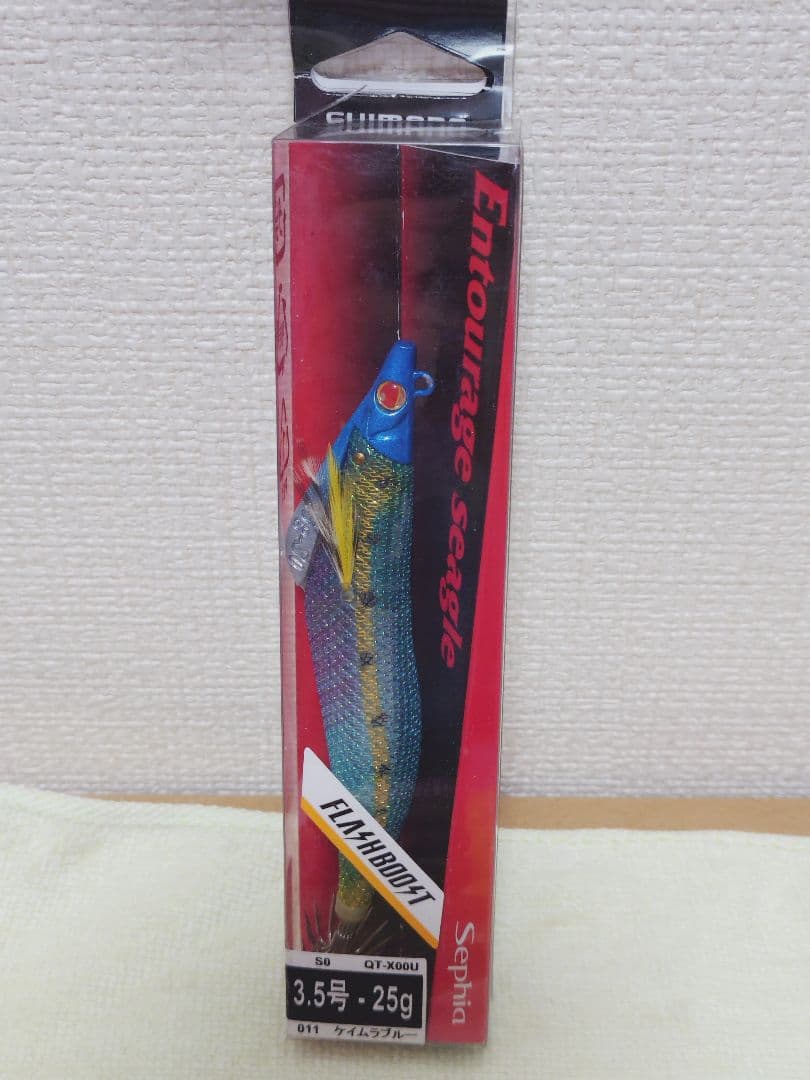 SHIMANO
Entourage seagle
FLASHBOOST
Sephia
S0 QT-X00U
3.5号 - 25g
011 ケイムラブルー